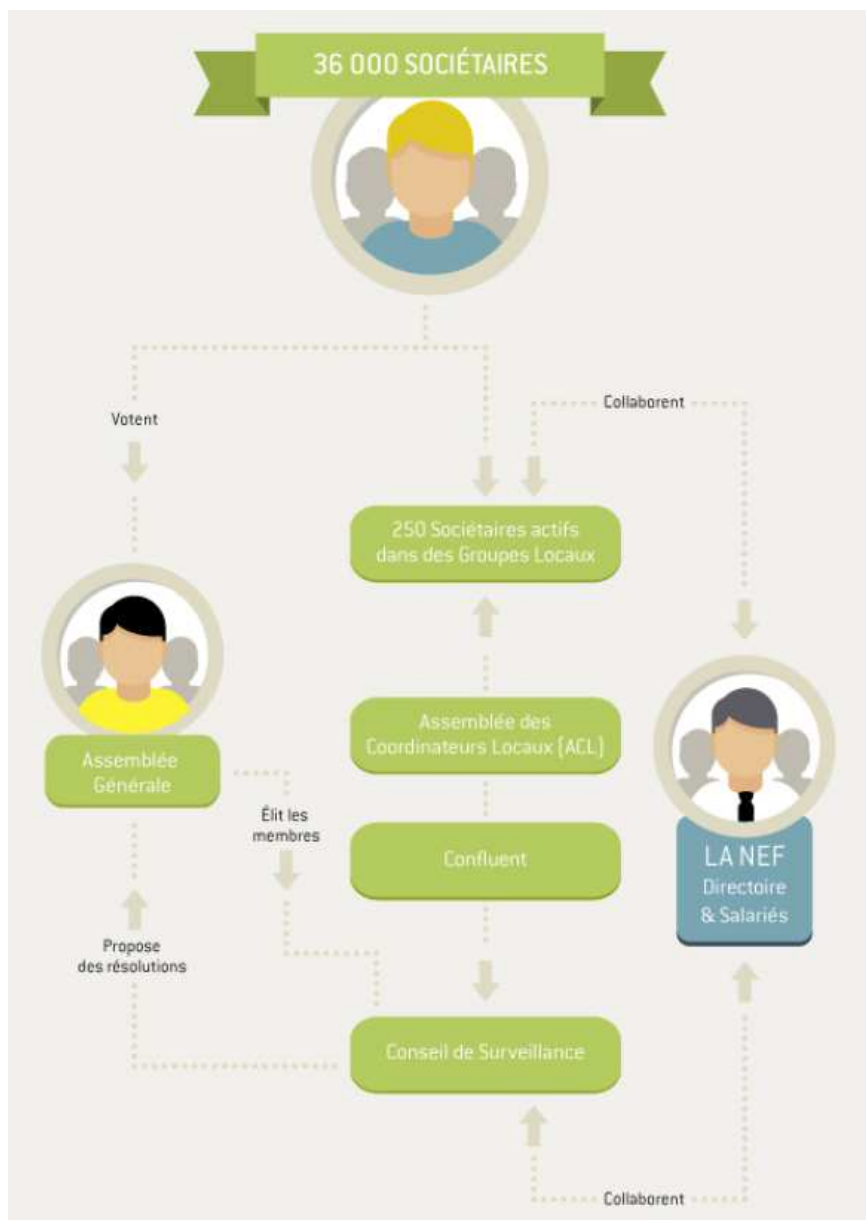 36 000 SOCIÉTAIRES
Votent
Collaborent
250 Sociétaires actifs
dans des Groupes Locaux
Assemblée
Générale
Élit les
membres
Assemblée des
Coordinateurs Locaux (ACL)
Confluent
LA NEF
Directoire
& Salariés
Propose
des résolutions
Conseil de Surveillance
Collaborent